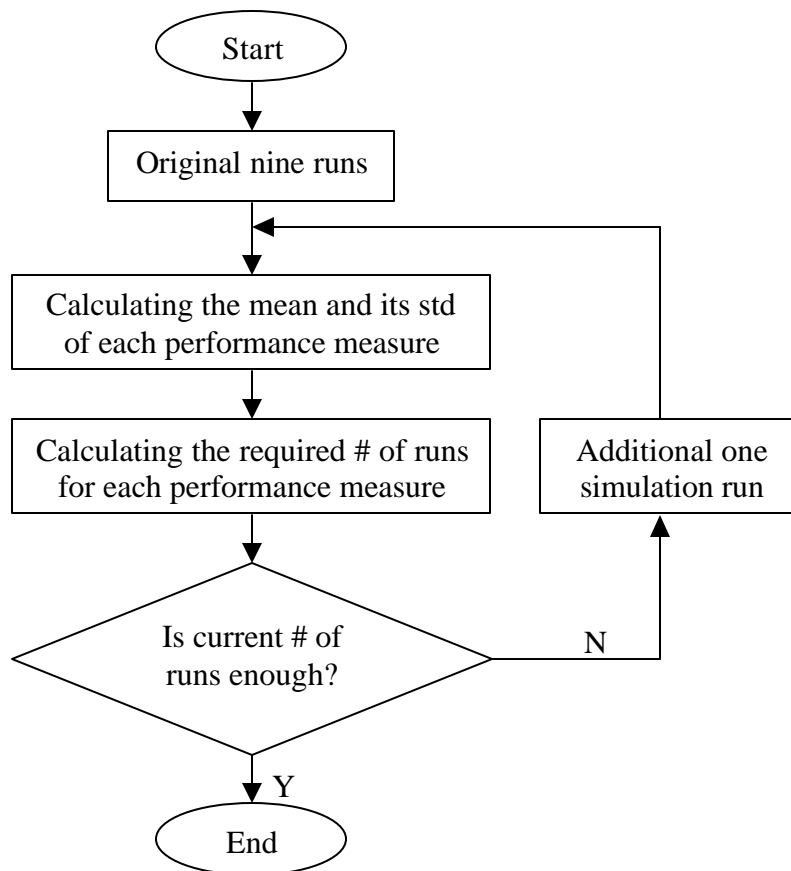 Start
Original nine runs
Calculating the mean and its std
of each performance measure
Calculating the required # of runs
for each performance measure
Additional one
simulation run
Is current # of
runs enough?
N
Y
End